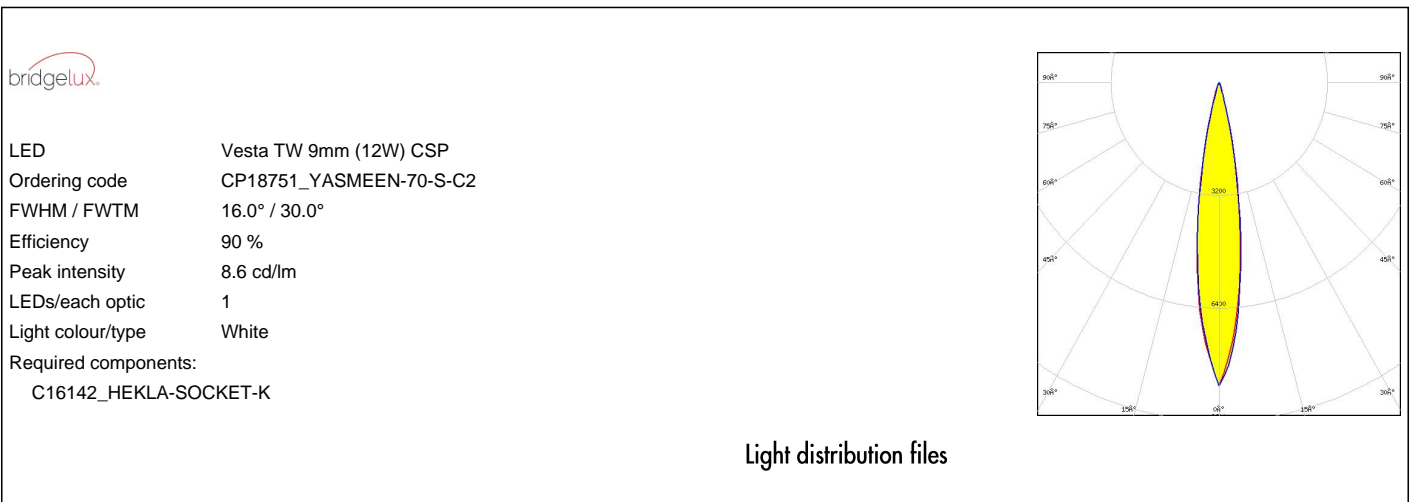 bridgelux.
LED Vesta TW 9mm (12W) CSP
Ordering code CP18751_YASMEEN-70-S-C2
FWHM / FWTM 16.0° / 30.0°
Efficiency 90 %
Peak intensity 8.6 cd/lm
LEDs/each optic 1
Light colour/type White
Required components:
C16142_HEKLA-SOCKET-K
90Â° 90Â°
75Â° 75Â°
60Â° 60Â°
3200
45Â° 45Â°
6400
30Â° 30Â°
15Â° 0Â° 15Â°
Light distribution files